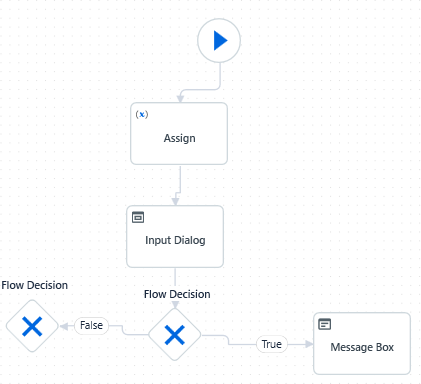 (x)
Assign
Input Dialog
Flow Decision
Flow Decision
False
True
Message Box